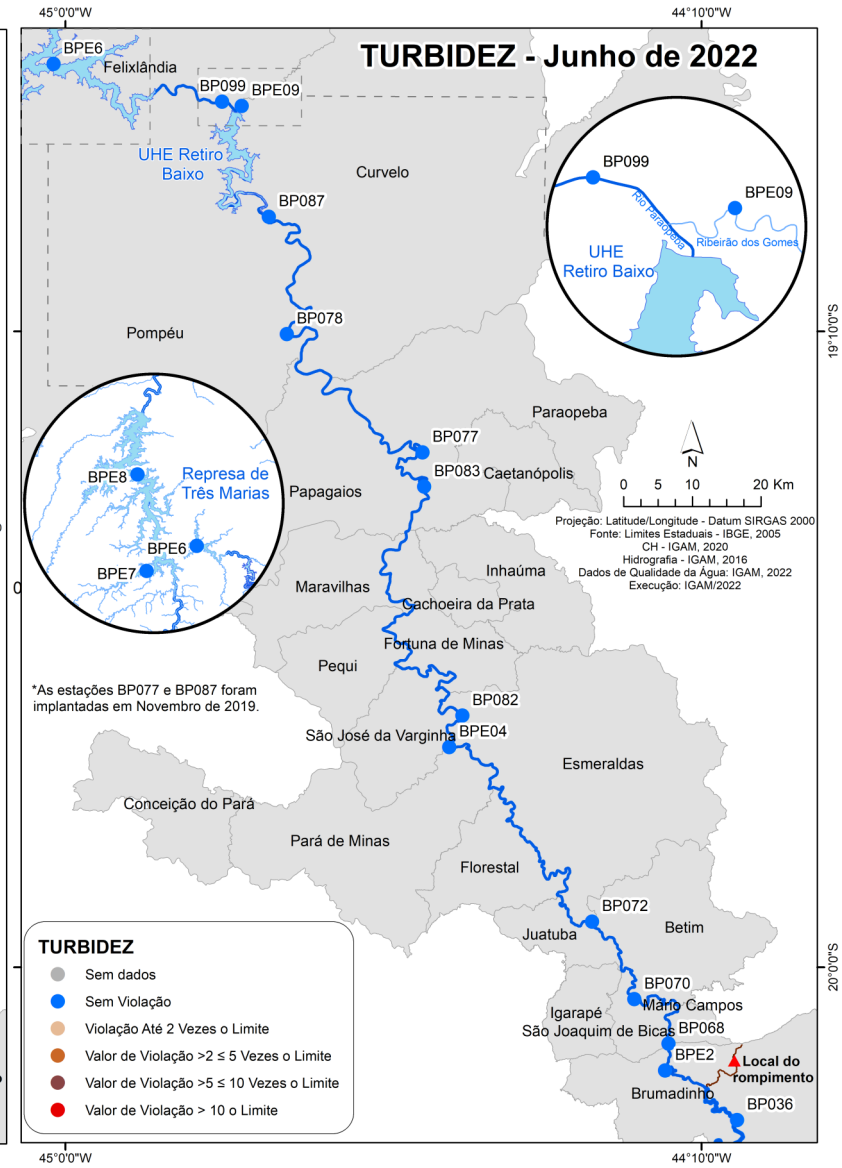 45°0'0"W
44°10'0"W
TURBIDEZ - Junho de 2022
BPE6
Felixlândia
BP099
BPE09
UHE Retiro
Baixo
Curvelo
BP087
BP099
BPE09
Rio Paraopeba
Ribeirão dos Gomes
UHE
Retiro Baixo
BP078
Pompéu
19°10'0"S
Paraopeba
BP077
Caetanópolis
BP083
Papagaios
N
0 5 10 20 Km
Projeção: Latitude/Longitude - Datum SIRGAS 2000
Fonte: Limites Estaduais - IBGE, 2005
CH - IGAM, 2020
Hidrografia - IGAM, 2016
Dados de Qualidade da Água: IGAM, 2022
Execução: IGAM/2022
BPE8
Represa de
Três Marias
BPE6
BPE7
Inhaúma
Maravilhas
Cachoeira da Prata
Fortuna de Minas
Pequi
*As estações BP077 e BP087 foram
implantadas em Novembro de 2019.
BP082
São José da Varginha
BPE04
Esmeraldas
Conceição do Pará
Pará de Minas
Florestal
BP072
Juatuba
Betim
20°0'0"S
BP070
Mário Campos
Igarapé
São Joaquim de Bicas
BP068
BPE2
Local do
rompimento
Brumadinho
BP036
TURBIDEZ
Sem dados
Sem Violação
Violação Até 2 Vezes o Limite
Valor de Violação >2 ≤ 5 Vezes o Limite
Valor de Violação >5 ≤ 10 Vezes o Limite
Valor de Violação > 10 o Limite
45°0'0"W
44°10'0"W